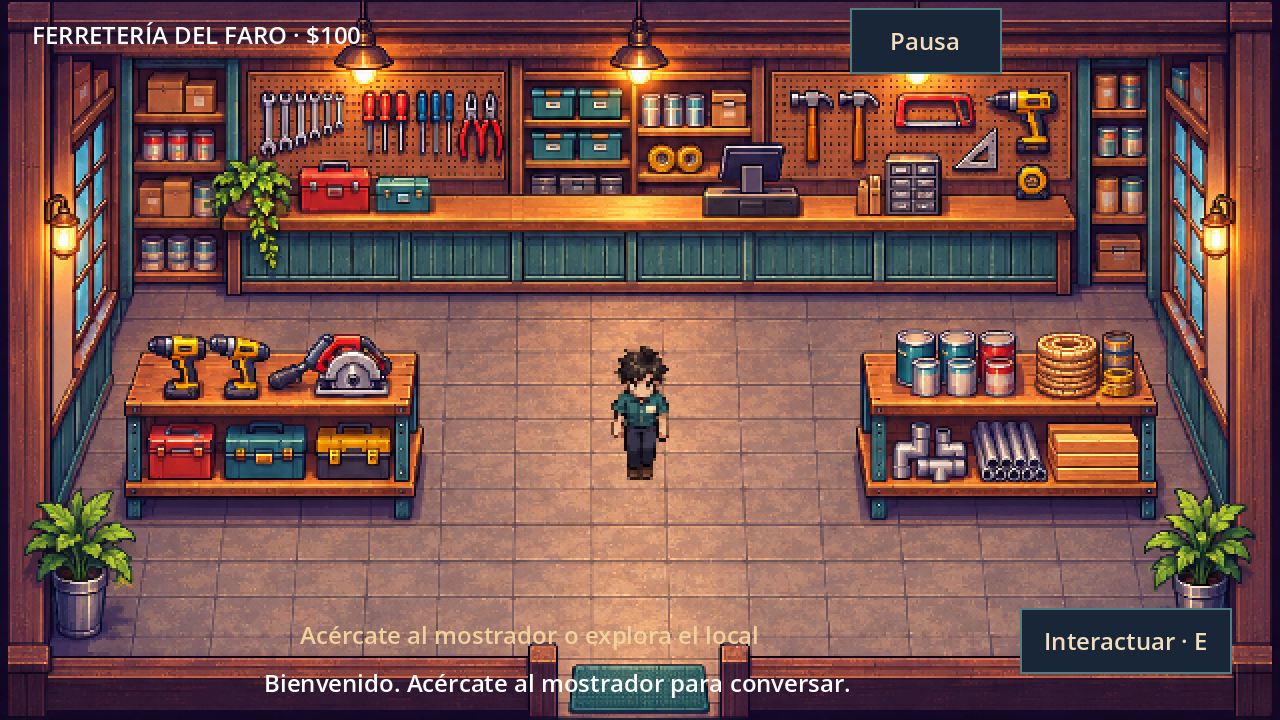 FERRETERÍA DEL FARO · $100
Pausa
Acércate al mostrador o explora el local
Interactuar · E
Bienvenido. Acércate al mostrador para conversar.